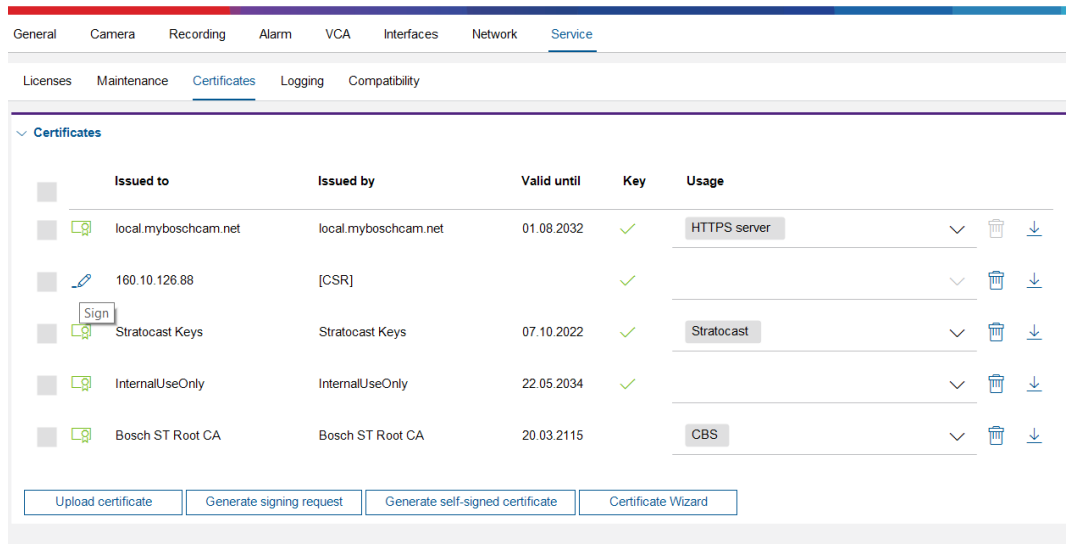 General Camera Recording Alarm VCA Interfaces Network Service
Licenses Maintenance Certificates Logging Compatibility
Certificates
Issued to Issued by Valid until Key Usage
local.myboschcam.net local.myboschcam.net 01.08.2032 HTTPS server
160.10.126.88 [CSR]
Sign
Stratocast Keys Stratocast Keys 07.10.2022 Stratocast
InternalUseOnly InternalUseOnly 22.05.2034
Bosch ST Root CA Bosch ST Root CA 20.03.2115 CBS
Upload certificate Generate signing request Generate self-signed certificate Certificate Wizard